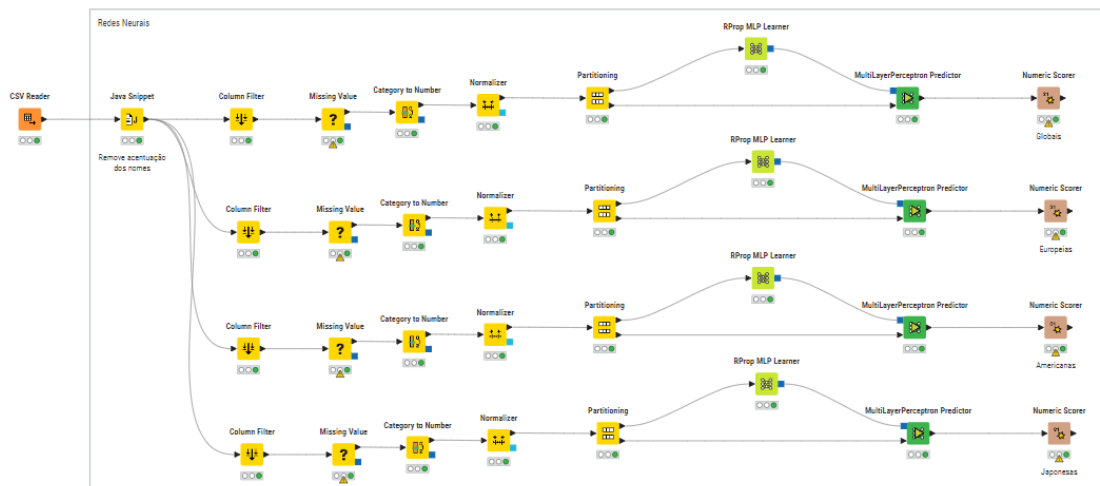 Redes Neurais
RProp MLP Learner
CSV Reader
Java Snippet
Column Filter
Missing Value
Category to Number
Normalizer
Partitioning
MultiLayerPerceptron Predictor
Numeric Scorer
Remove acentuação
dos nomes
Globais
RProp MLP Learner
Column Filter
Missing Value
Category to Number
Normalizer
Partitioning
MultiLayerPerceptron Predictor
Numeric Scorer
Europeias
RProp MLP Learner
Column Filter
Missing Value
Category to Number
Normalizer
Partitioning
MultiLayerPerceptron Predictor
Numeric Scorer
Americanas
RProp MLP Learner
Column Filter
Missing Value
Category to Number
Normalizer
Partitioning
MultiLayerPerceptron Predictor
Numeric Scorer
Japonesas